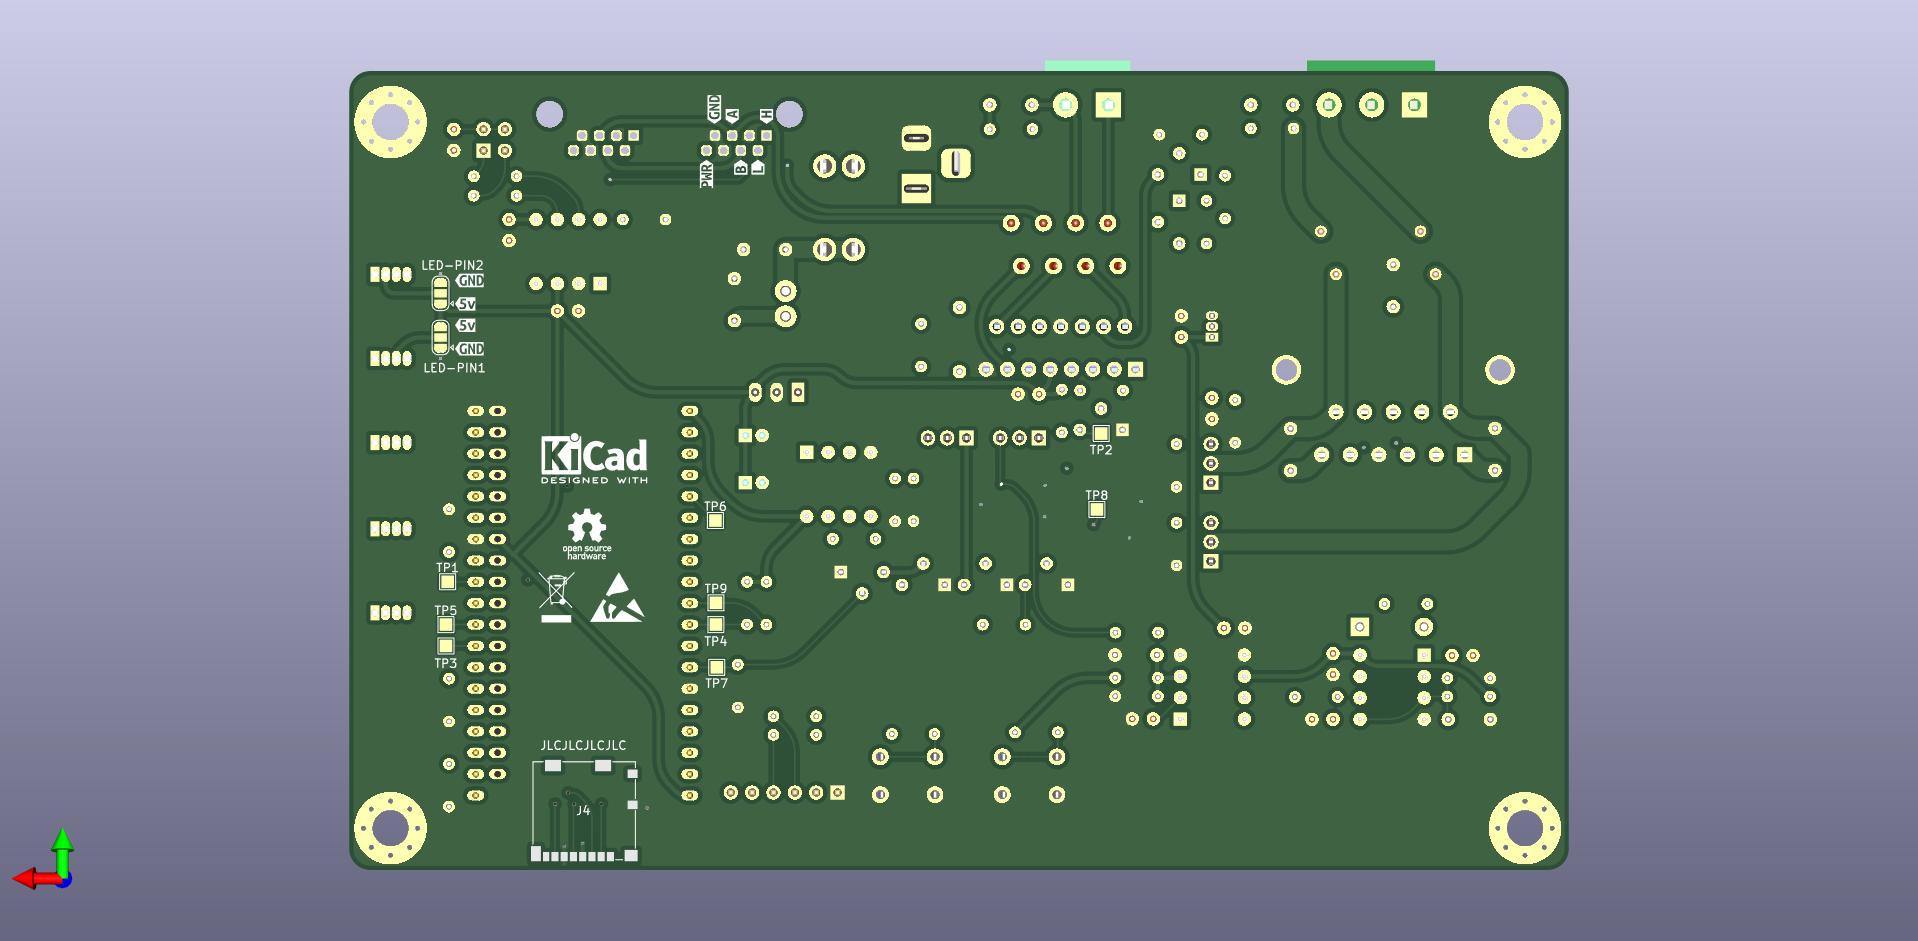 GND
A
H
PWR
B
L
LED-PIN2
GND
5v
5v
GND
LED-PIN1
KiCad
DESIGNED WITH
TP2
TP8
TP6
open source
hardware
TP1
TP9
TP5
TP4
TP3
TP7
JLCJLCJLCJLC
J4